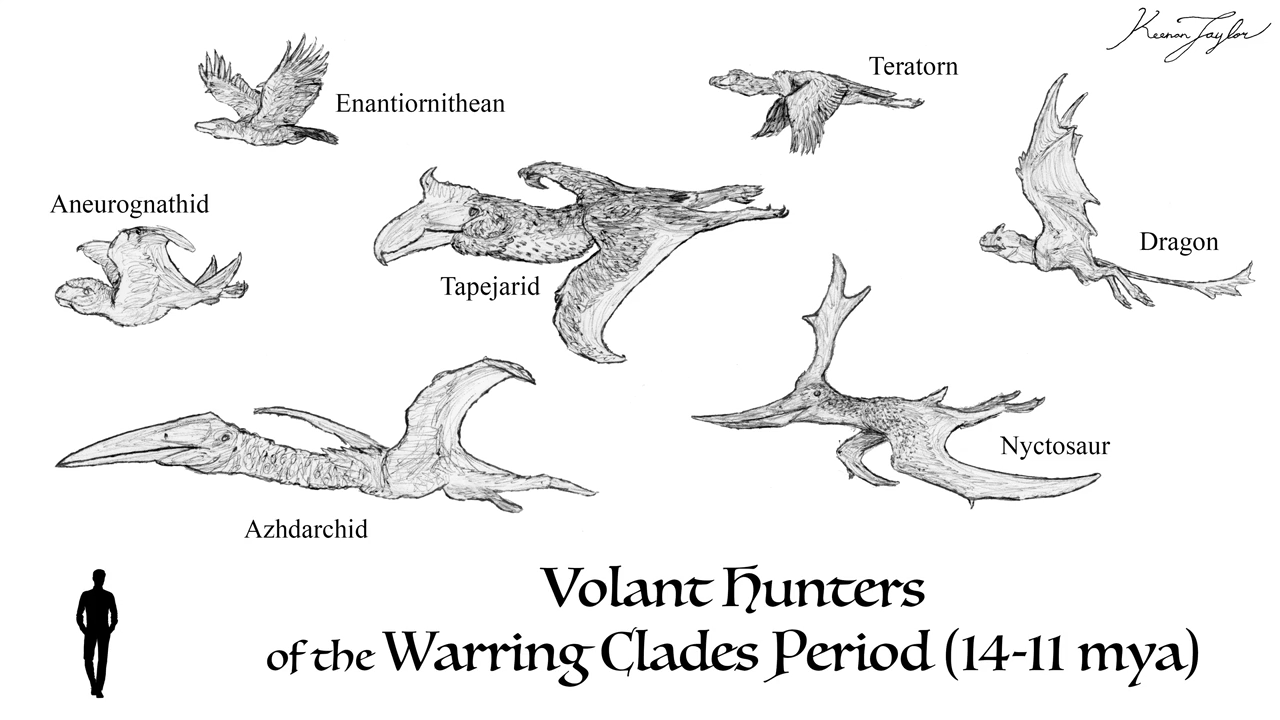 Keenan Taylor
Enantiornithean
Teratorn
Aneurognathid
Dragon
Tapejarid
Nyctosaur
Azhdarchid
Volant Hunters
of the Warring Clades Period (14-11 mya)